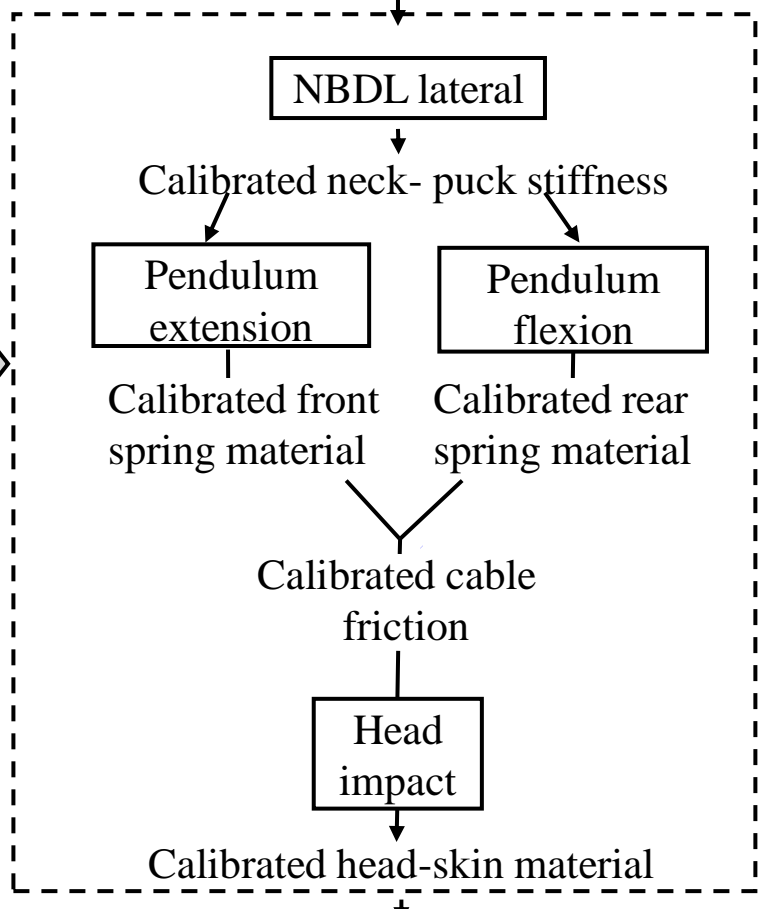 NBDL lateral
Calibrated neck- puck stiffness
Pendulum
extension
Pendulum
flexion
Calibrated front
spring material
Calibrated rear
spring material
Calibrated cable
friction
Head
impact
Calibrated head-skin material